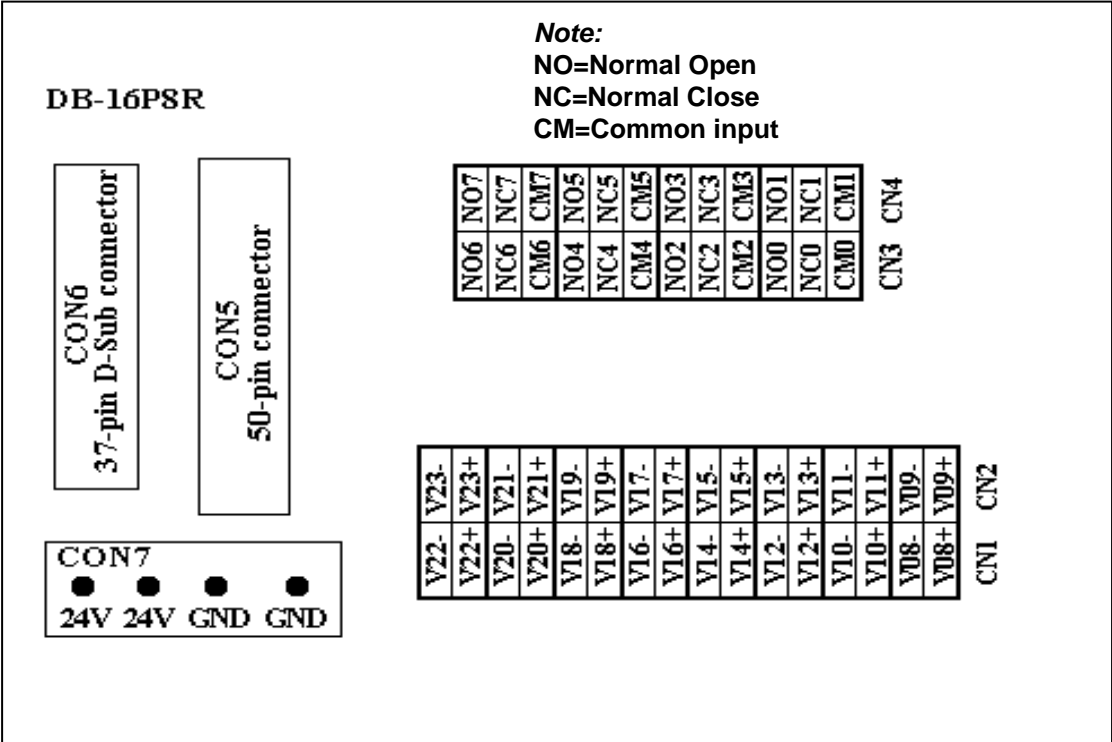 Note:
NO=Normal Open
NC=Normal Close
CM=Common input
DB-16P8R
CON6
37-pin D-Sub connector
CON5
50-pin connector
NO7 NC7 CM7 NO5 NC5 CM5 NO3 NC3 CM3 NO1 NC1 CM1 CN4
NO6 NC6 CM6 NO4 NC4 CM4 NO2 NC2 CM2 NO0 NC0 CM0 CN3
V23- V23+ V21- V21+ V19- V19+ V17- V17+ V15- V15+ V13- V13+ V11- V11+ V09- V09+ CN2
V22- V22+ V20- V20+ V18- V18+ V16- V16+ V14- V14+ V12- V12+ V10- V10+ V08- V08+ CN1
CON7
24V 24V GND GND